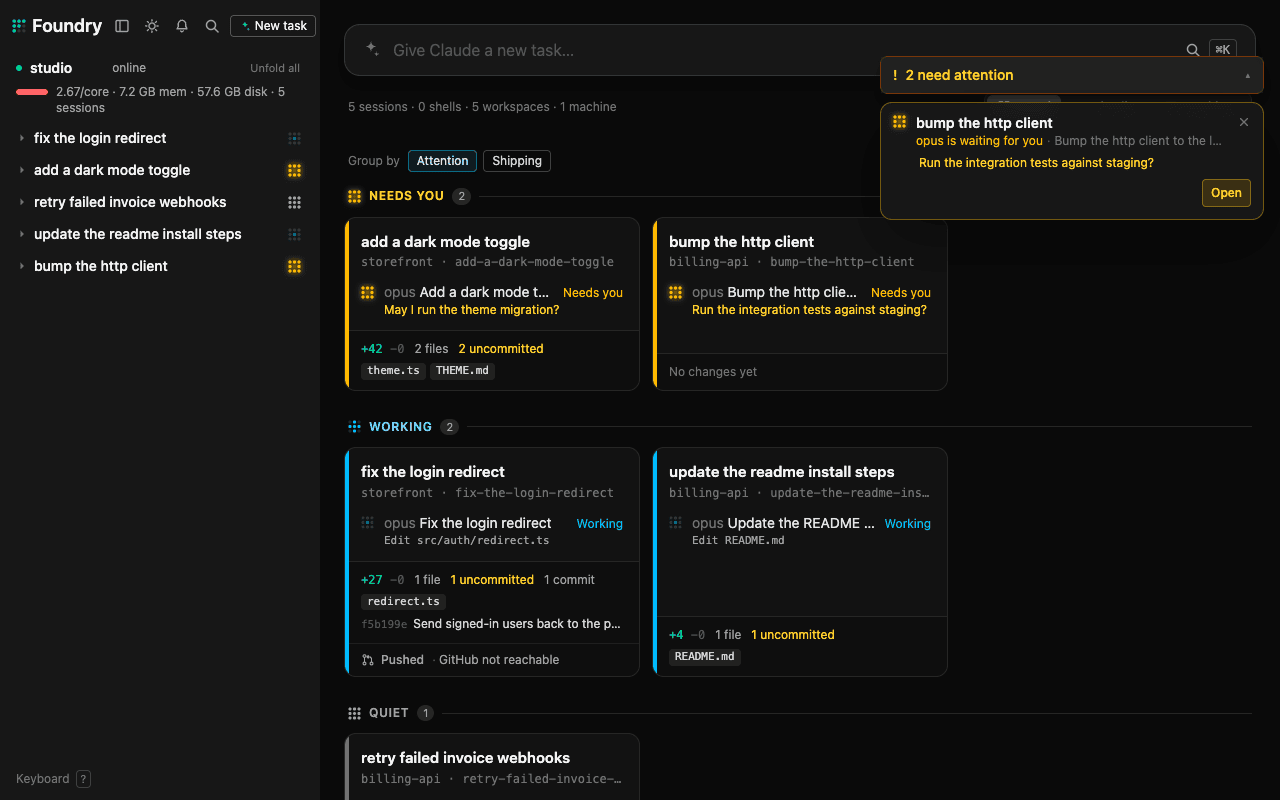 Foundry
New task
studio online Unfold all
2.67/core · 7.2 GB mem · 57.6 GB disk · 5
sessions
fix the login redirect
add a dark mode toggle
retry failed invoice webhooks
update the readme install steps
bump the http client
Keyboard ?
Give Claude a new task...
⌘K
5 sessions · 0 shells · 5 workspaces · 1 machine
! 2 need attention
bump the http client
opus is waiting for you · Bump the http client to the l...
Run the integration tests against staging?
Open
Group by Attention Shipping
NEEDS YOU 2
add a dark mode toggle
storefront · add-a-dark-mode-toggle
opus Add a dark mode t... Needs you
May I run the theme migration?
+42 −0 2 files 2 uncommitted
theme.ts THEME.md
bump the http client
billing-api · bump-the-http-client
opus Bump the http clie... Needs you
Run the integration tests against staging?
No changes yet
WORKING 2
fix the login redirect
storefront · fix-the-login-redirect
opus Fix the login redirect Working
Edit src/auth/redirect.ts
+27 −0 1 file 1 uncommitted 1 commit
redirect.ts
f5b199e Send signed-in users back to the p...
Pushed · GitHub not reachable
update the readme install steps
billing-api · update-the-readme-ins...
opus Update the README ... Working
Edit README.md
+4 −0 1 file 1 uncommitted
README.md
QUIET 1
retry failed invoice webhooks
billing-api · retry-failed-invoice-...